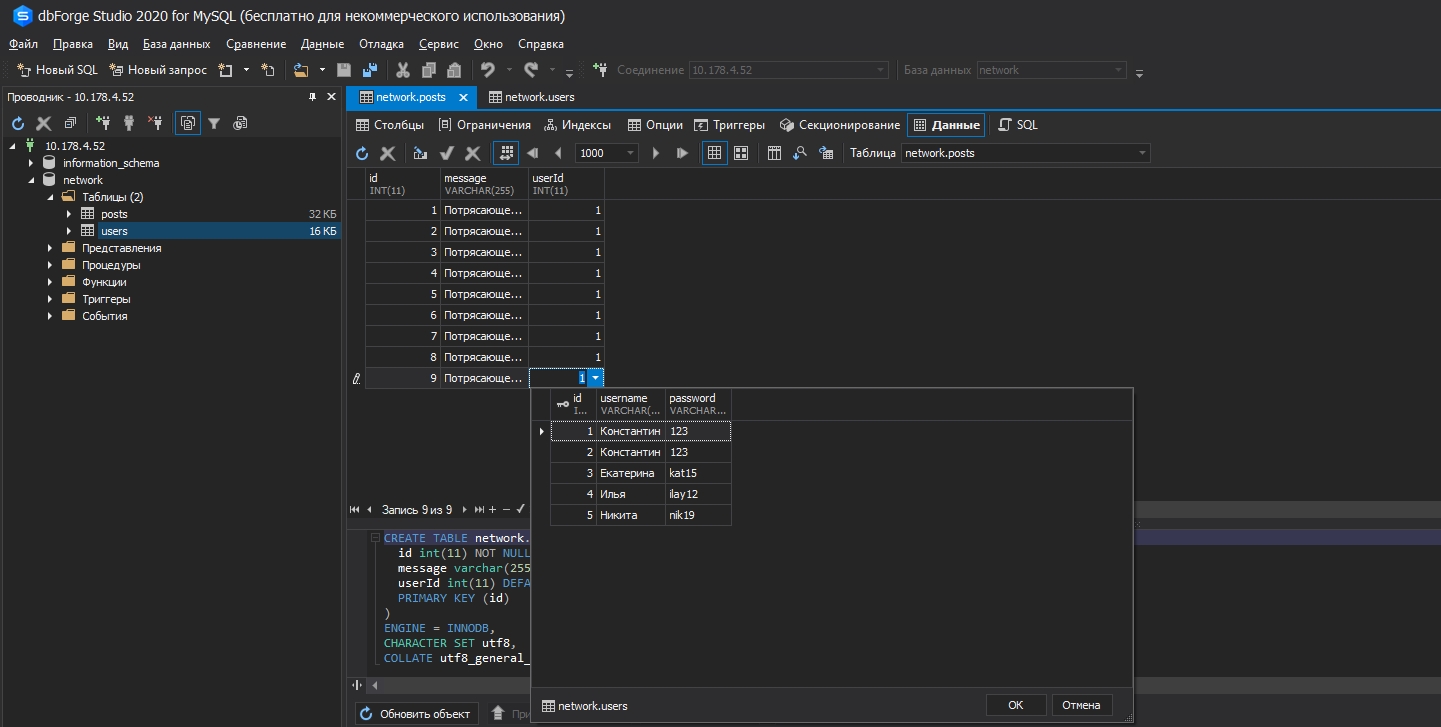 dbForge Studio 2020 for MySQL (бесплатно для некоммерческого использования)
Файл Правка Вид База данных Сравнение Данные Отладка Сервис Окно Справка
Новый SQL Новый запрос Соединение 10.178.4.52 База данных network
Проводник - 10.178.4.52
network.posts network.users
Столбцы Ограничения Индексы Опции Триггеры Секционирование Данные SQL
1000 Таблица network.posts
10.178.4.52
information_schema
network
Таблицы (2)
posts 32 КБ
users 16 КБ
Представления
Процедуры
Функции
Триггеры
События
id message userId
INT(11) VARCHAR(255) INT(11)
1 Потрясающе... 1
2 Потрясающе... 1
3 Потрясающе... 1
4 Потрясающе... 1
5 Потрясающе... 1
6 Потрясающе... 1
7 Потрясающе... 1
8 Потрясающе... 1
9 Потрясающе... 1
id username password
I... VARCHAR(... VARCHAR...
1 Константин 123
2 Константин 123
3 Екатерина kat15
4 Илья ilay12
5 Никита nik19
Запись 9 из 9
CREATE TABLE network.
id int(11) NOT NULL
message varchar(255
userId int(11) DEFA
PRIMARY KEY (id)
)
ENGINE = INNODB,
CHARACTER SET utf8,
COLLATE utf8_general_
network.users OK Отмена
Обновить объект При